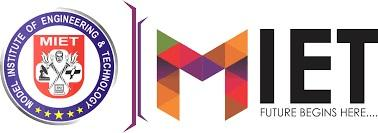 MODEL INSTITUTE OF ENGINEERING & TECHNOLOGY
MIET
MIET
FUTURE BEGINS HERE....